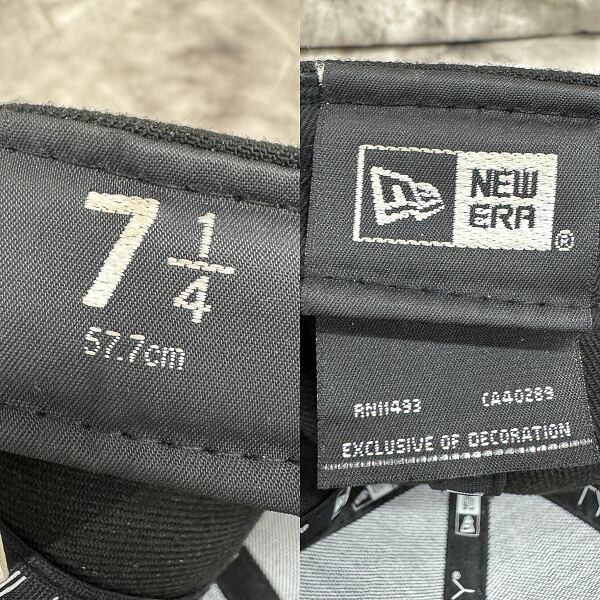 7 1/4
57.7cm
NEW
ERA
®
RN11493 CA40289
EXCLUSIVE OF DECORATION